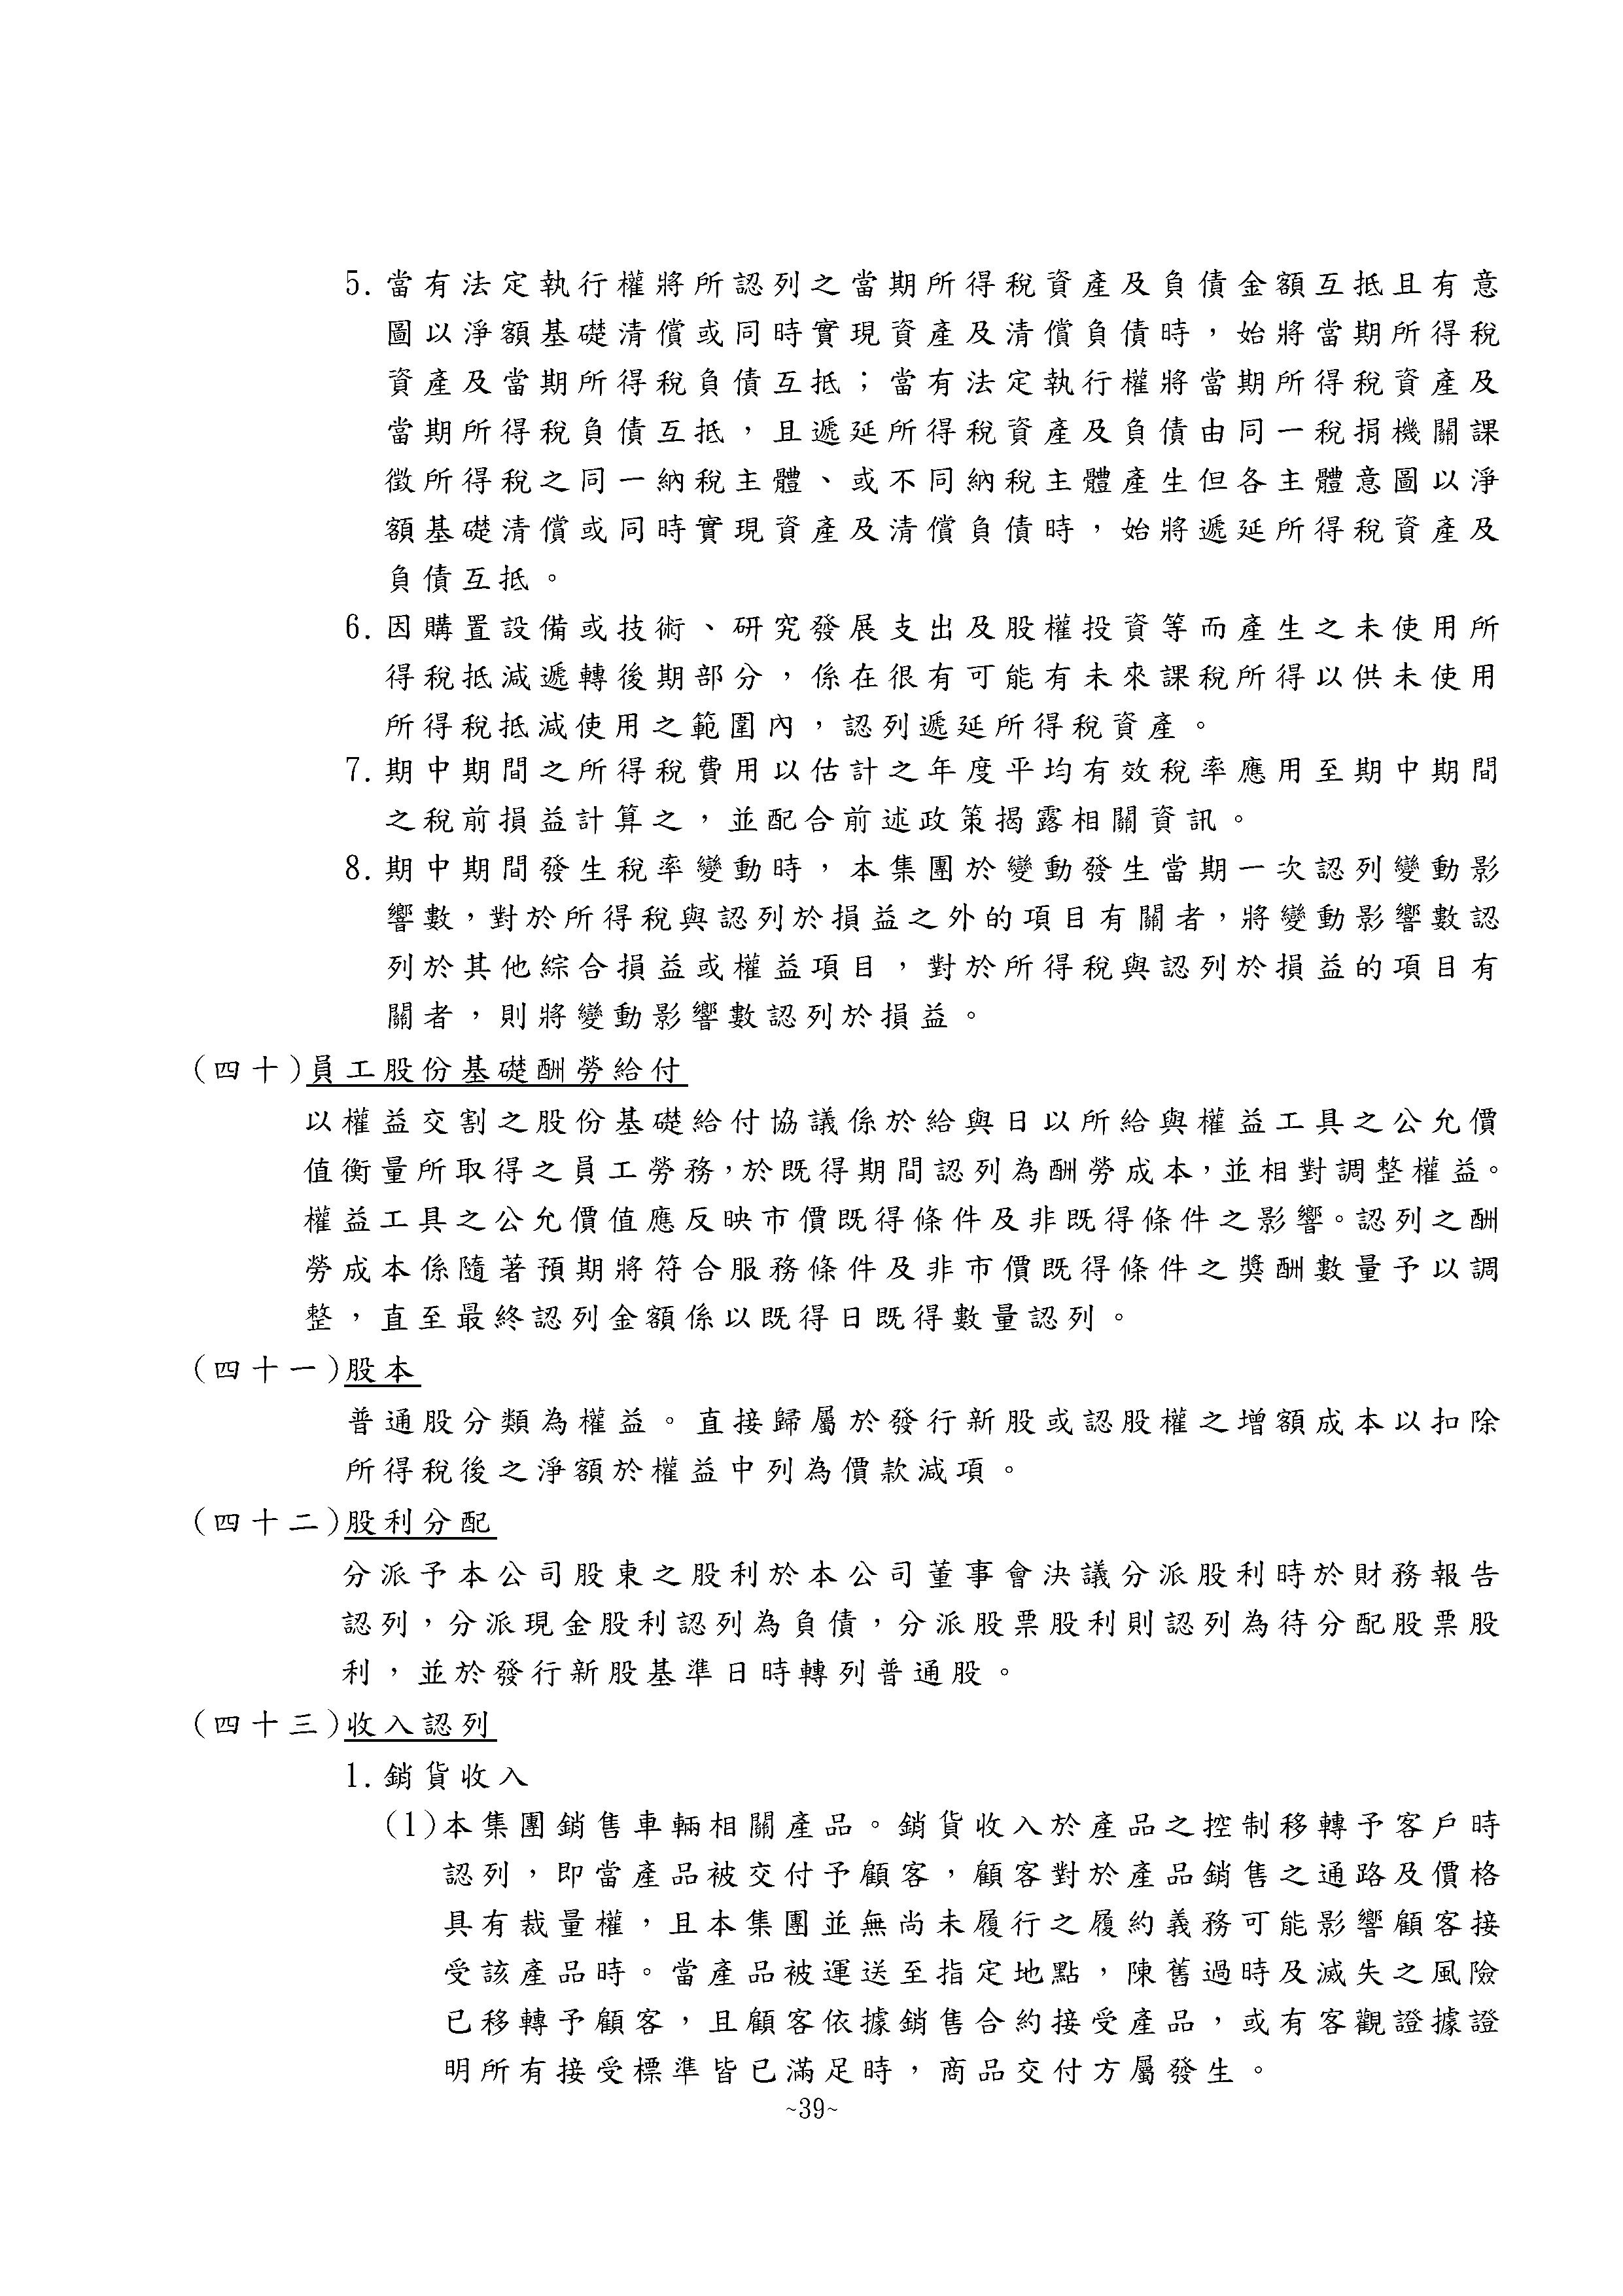 5.當有法定執行權將所認列之當期所得稅資產及負債金額互抵且有意
圖以淨額基礎清償或同時實現資產及清償負債時，始將當期所得稅
資產及當期所得稅負債互抵；當有法定執行權將當期所得稅資產及
當期所得稅負債互抵，且遞延所得稅資產及負債由同一稅捐機關課
徵所得稅之同一納稅主體、或不同納稅主體產生但各主體意圖以淨
額基礎清償或同時實現資產及清償負債時，始將遞延所得稅資產及
負債互抵。
6.因購置設備或技術、研究發展支出及股權投資等而產生之未使用所
得稅抵減遞轉後期部分，係在很有可能有未來課稅所得以供未使用
所得稅抵減使用之範圍內，認列遞延所得稅資產。
7.期中期間之所得稅費用以估計之年度平均有效稅率應用至期中期間
之稅前損益計算之，並配合前述政策揭露相關資訊。
8.期中期間發生稅率變動時，本集團於變動發生當期一次認列變動影
響數，對於所得稅與認列於損益之外的項目有關者，將變動影響數認
列於其他綜合損益或權益項目，對於所得稅與認列於損益的項目有
關者，則將變動影響數認列於損益。
(四十)員工股份基礎酬勞給付
以權益交割之股份基礎給付協議係於給與日以所給與權益工具之公允價
值衡量所取得之員工勞務，於既得期間認列為酬勞成本，並相對調整權益。
權益工具之公允價值應反映市價既得條件及非既得條件之影響。認列之酬
勞成本係隨著預期將符合服務條件及非市價既得條件之獎酬數量予以調
整，直至最終認列金額係以既得日既得數量認列。
(四十一)股本
普通股分類為權益。直接歸屬於發行新股或認股權之增額成本以扣除
所得稅後之淨額於權益中列為價款減項。
(四十二)股利分配
分派予本公司股東之股利於本公司董事會決議分派股利時於財務報告
認列，分派現金股利認列為負債，分派股票股利則認列為待分配股票股
利，並於發行新股基準日時轉列普通股。
(四十三)收入認列
1.銷貨收入
(1)本集團銷售車輛相關產品。銷貨收入於產品之控制移轉予客戶時
認列，即當產品被交付予顧客，顧客對於產品銷售之通路及價格
具有裁量權，且本集團並無尚未履行之履約義務可能影響顧客接
受該產品時。當產品被運送至指定地點，陳舊過時及滅失之風險
已移轉予顧客，且顧客依據銷售合約接受產品，或有客觀證據證
明所有接受標準皆已滿足時，商品交付方屬發生。
~39~